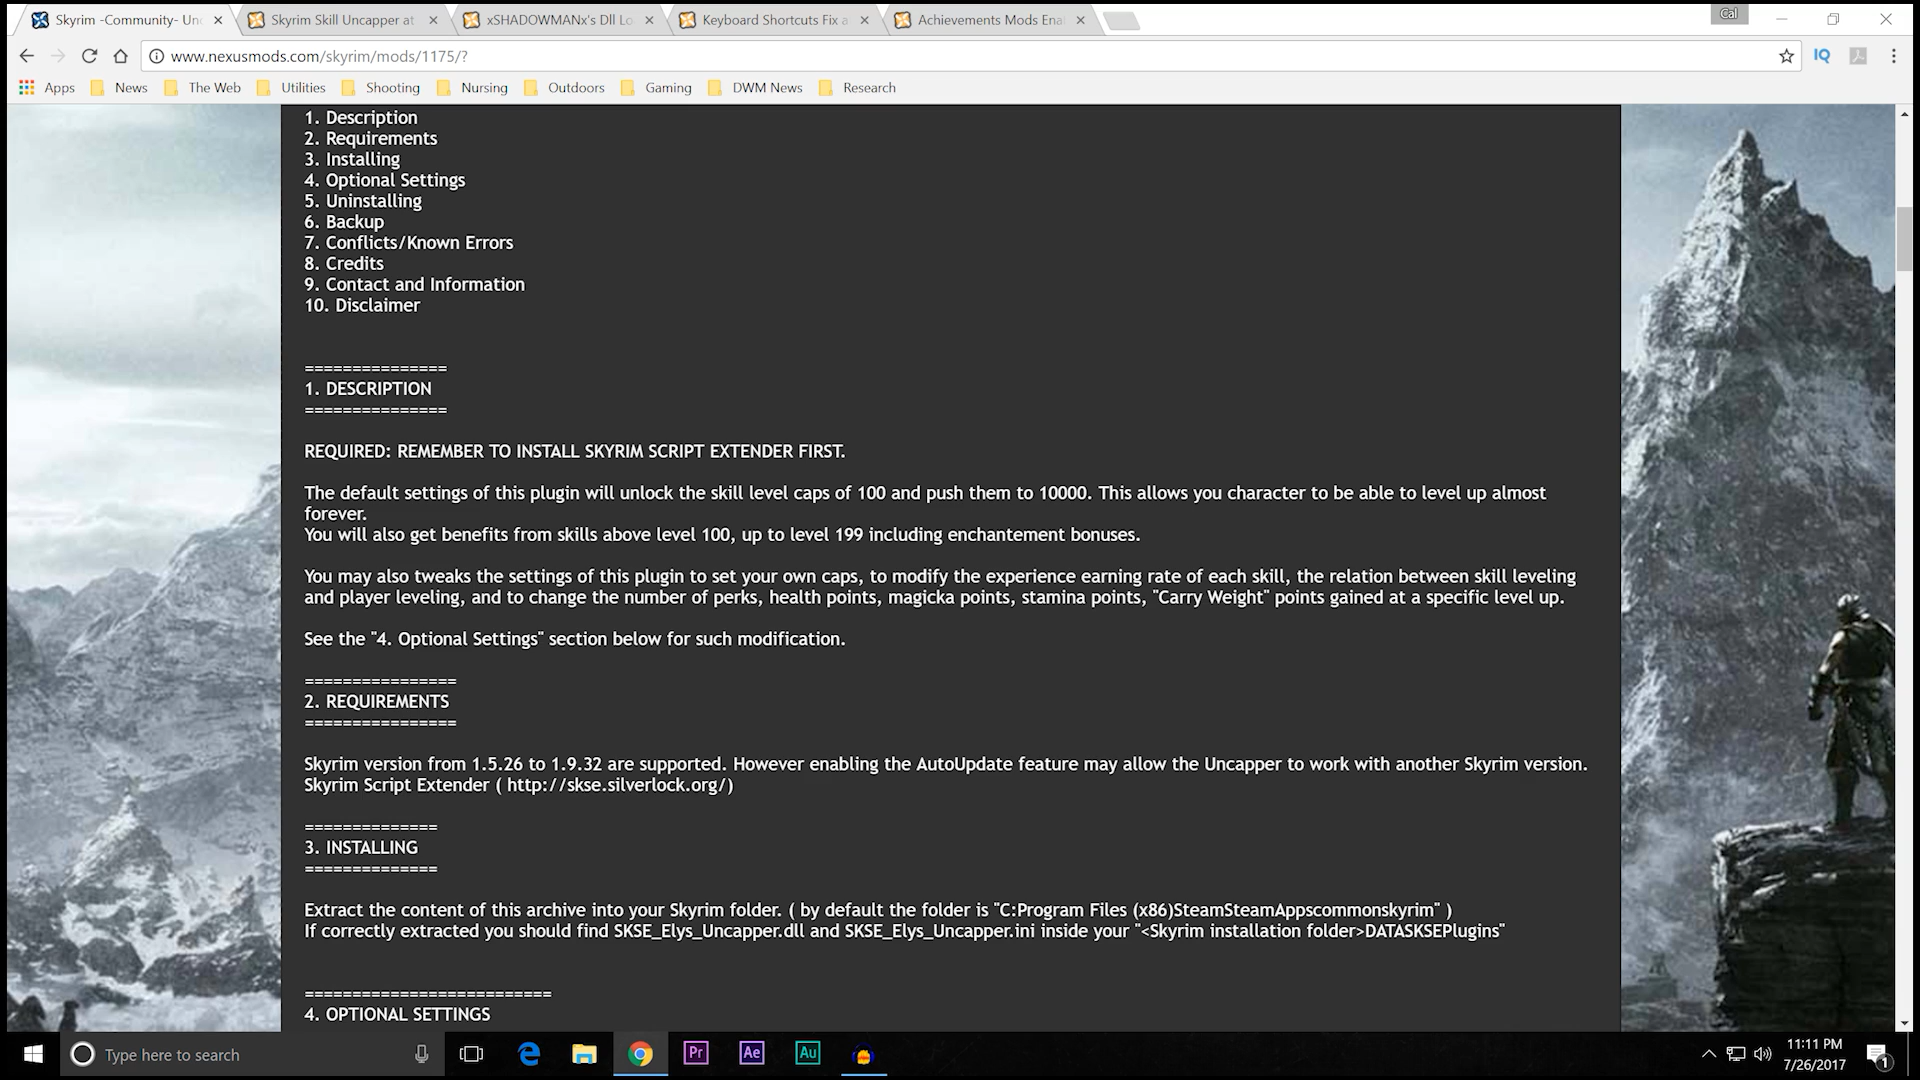 Skyrim -Community- Unc
Skyrim Skill Uncapper at
xSHADOWMANx's Dll Lo
Keyboard Shortcuts Fix a
Achievements Mods Ena
Cal
www.nexusmods.com/skyrim/mods/1175/?
IQ
Apps
News
The Web
Utilities
Shooting
Nursing
Outdoors
Gaming
DWM News
Research
1. Description
2. Requirements
3. Installing
4. Optional Settings
5. Uninstalling
6. Backup
7. Conflicts/Known Errors
8. Credits
9. Contact and Information
10. Disclaimer
===============
1. DESCRIPTION
===============
REQUIRED: REMEMBER TO INSTALL SKYRIM SCRIPT EXTENDER FIRST.
The default settings of this plugin will unlock the skill level caps of 100 and push them to 10000. This allows you character to be able to level up almost
forever.
You will also get benefits from skills above level 100, up to level 199 including enchantement bonuses.
You may also tweaks the settings of this plugin to set your own caps, to modify the experience earning rate of each skill, the relation between skill leveling
and player leveling, and to change the number of perks, health points, magicka points, stamina points, "Carry Weight" points gained at a specific level up.
See the "4. Optional Settings" section below for such modification.
================
2. REQUIREMENTS
================
Skyrim version from 1.5.26 to 1.9.32 are supported. However enabling the AutoUpdate feature may allow the Uncapper to work with another Skyrim version.
Skyrim Script Extender ( http://skse.silverlock.org/)
==============
3. INSTALLING
==============
Extract the content of this archive into your Skyrim folder. ( by default the folder is "C:Program Files (x86)SteamSteamAppscommonskyrim" )
If correctly extracted you should find SKSE_Elys_Uncapper.dll and SKSE_Elys_Uncapper.ini inside your "<Skyrim installation folder>DATASKSEPlugins"
==========================
4. OPTIONAL SETTINGS
Type here to search
Pr
Ae
Au
11:11 PM
7/26/2017
1